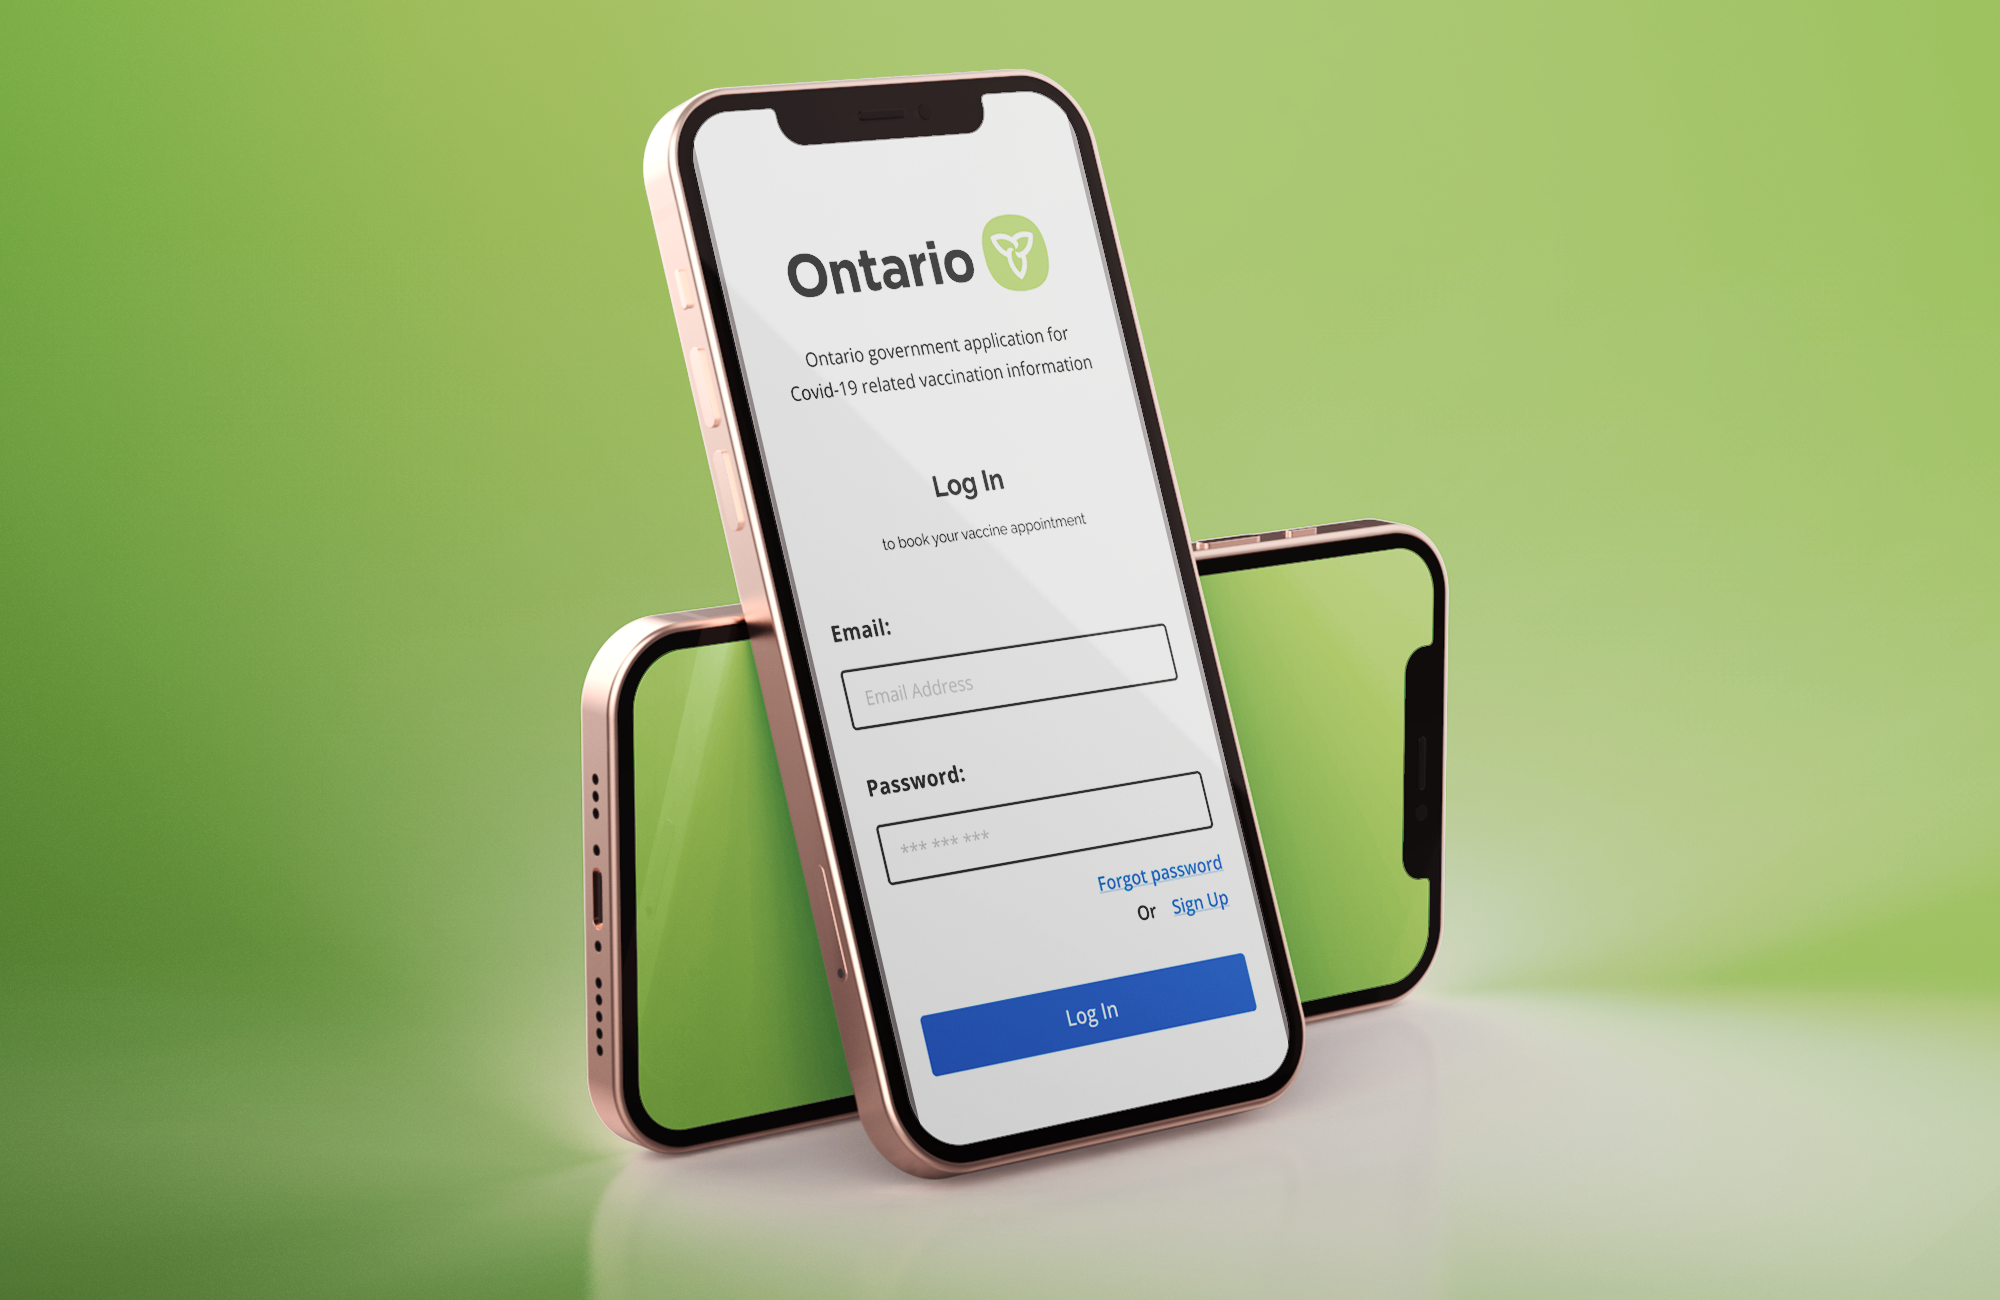 Ontario
Ontario government application for
Covid-19 related vaccination information
Log In
to book your vaccine appointment
Email:
Email Address
Password:
*** *** ***
Forgot password
Or Sign Up
Log In